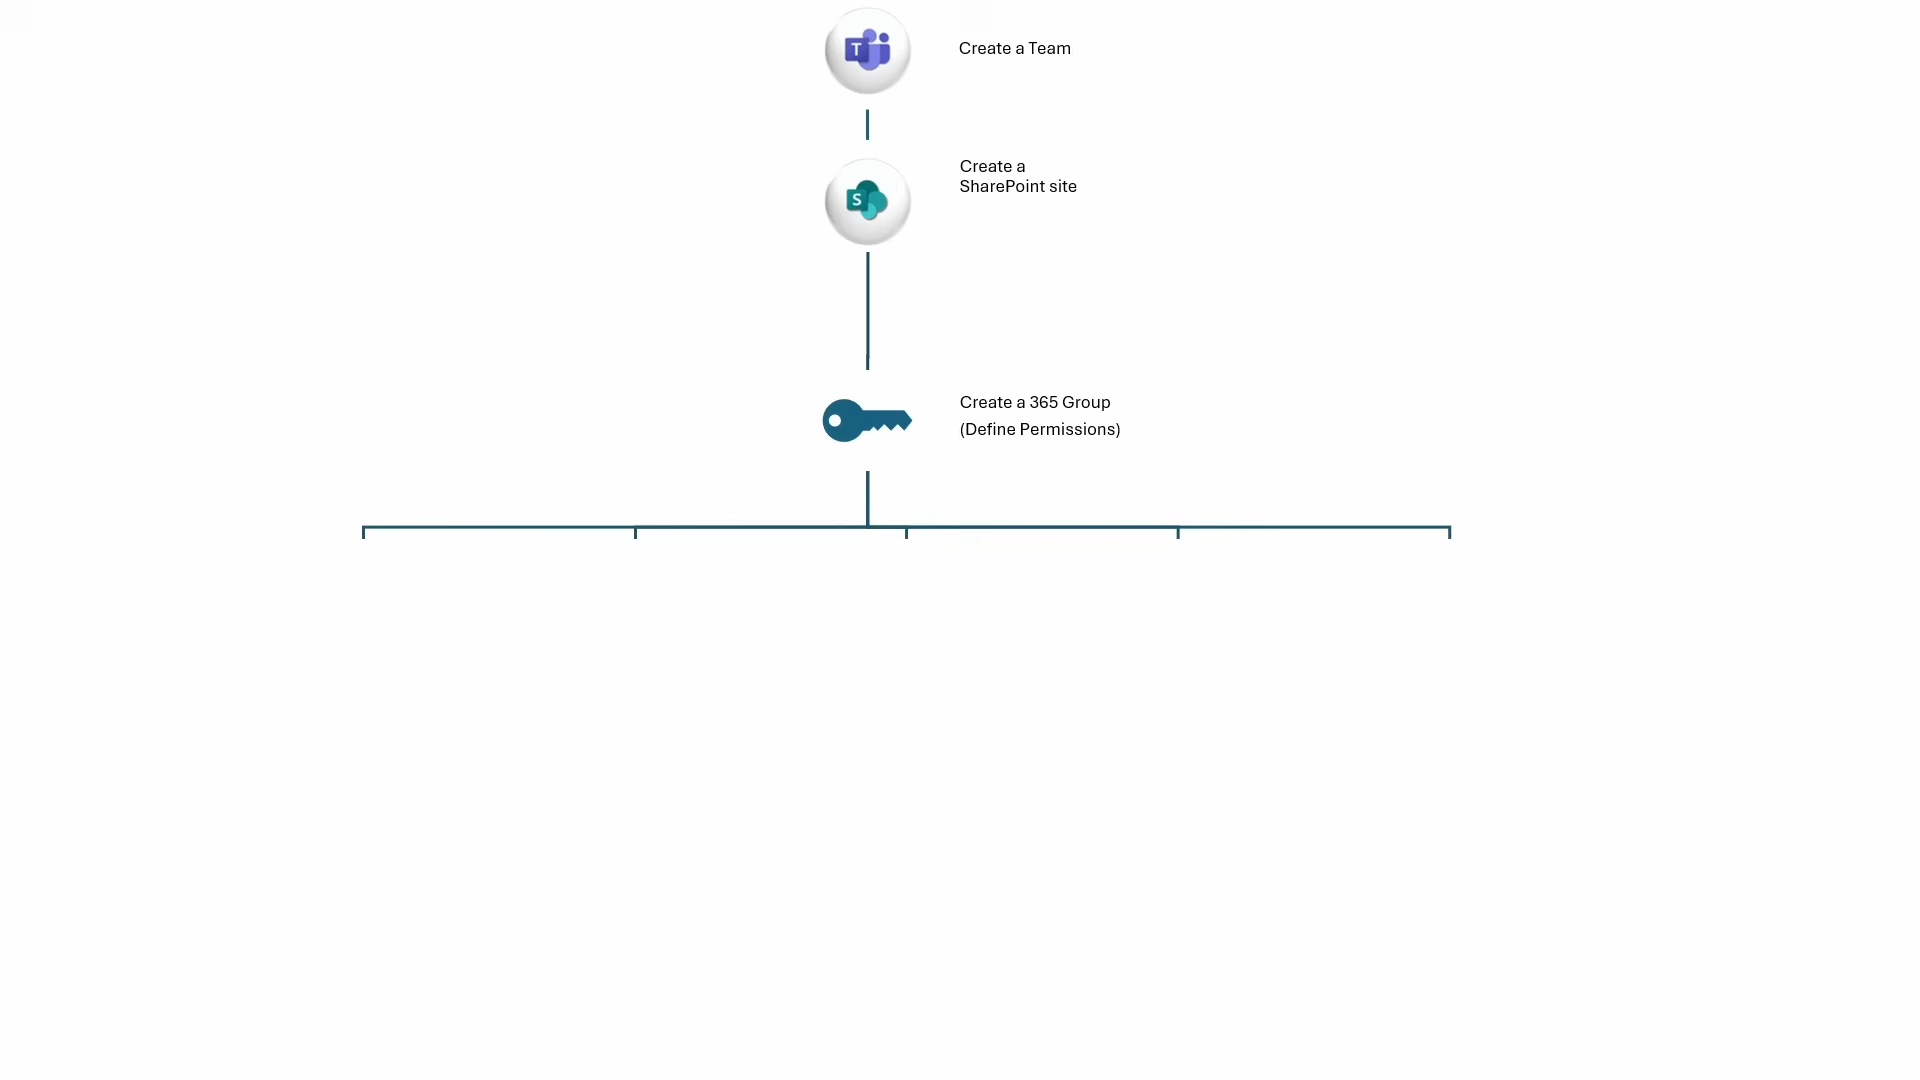 T
Create a Team
Create a
SharePoint site
S
Create a 365 Group
(Define Permissions)